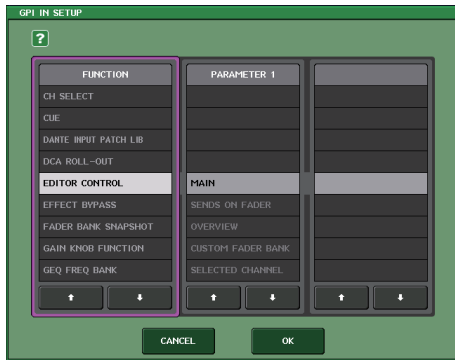 GPI IN SETUP
?
FUNCTION
PARAMETER 1
CH SELECT
CUE
DANTE INPUT PATCH LIB
DCA ROLL-OUT
EDITOR CONTROL
MAIN
EFFECT BYPASS
SENDS ON FADER
FADER BANK SNAPSHOT
OVERVIEW
GAIN KNOB FUNCTION
CUSTOM FADER BANK
GEQ FREQ BANK
SELECTED CHANNEL
CANCEL
OK